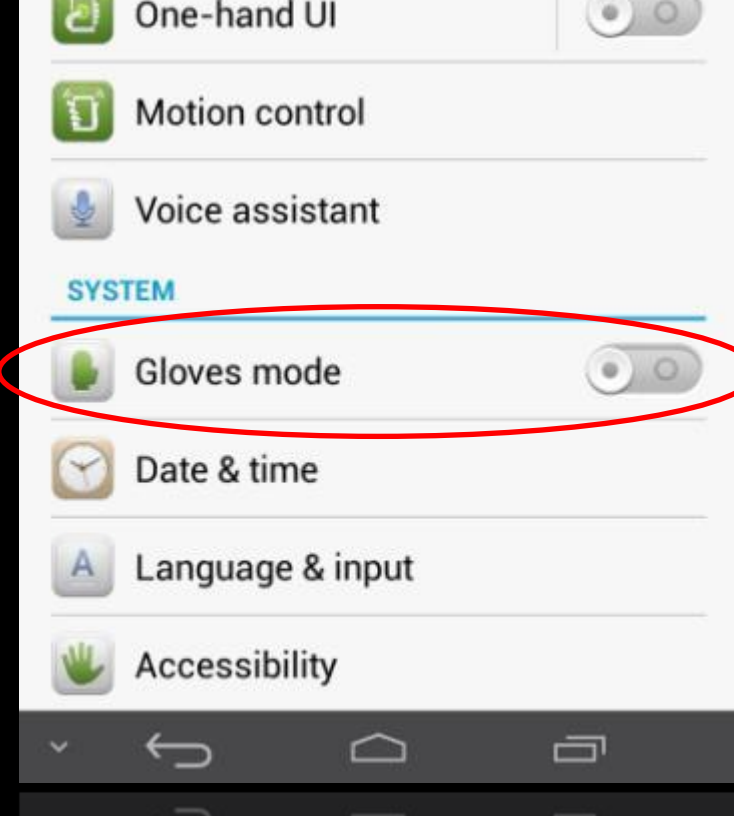 One-hand UI
Motion control
Voice assistant
SYSTEM
Gloves mode
Date & time
A Language & input
Accessibility